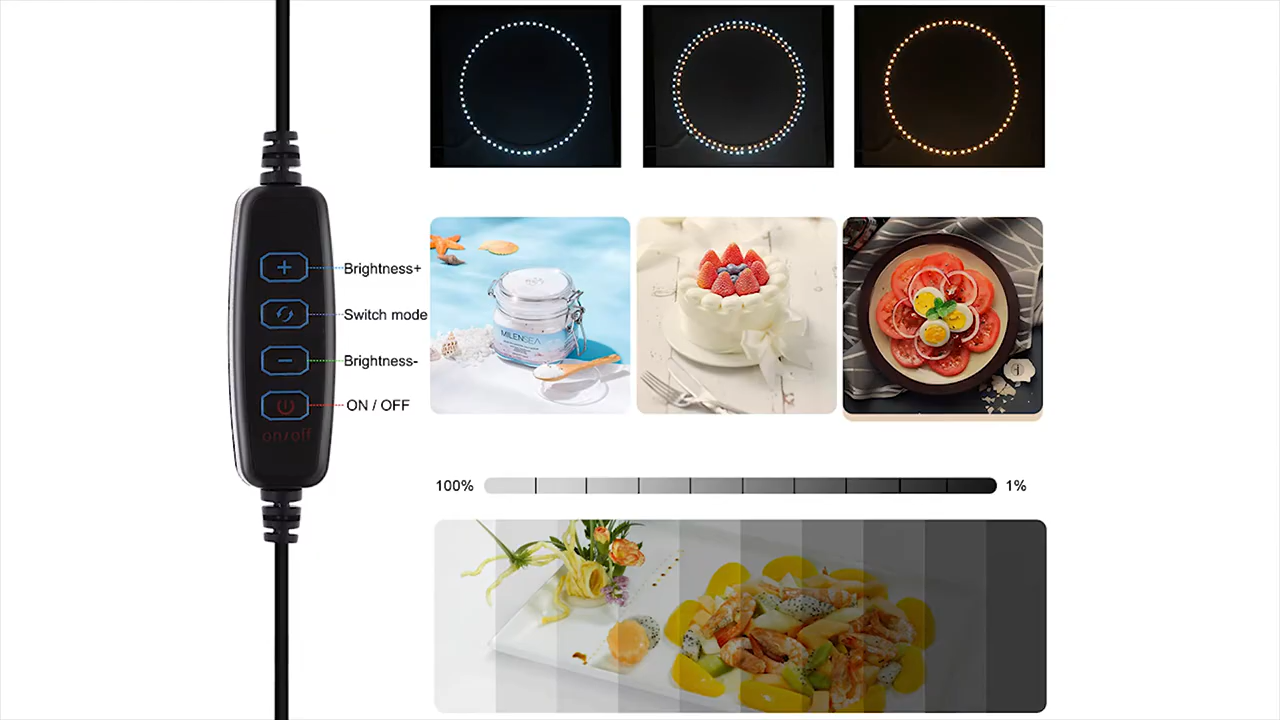 Brightness+
Switch mode
Brightness-
ON / OFF
on/off
MILENSEA
100%
1%